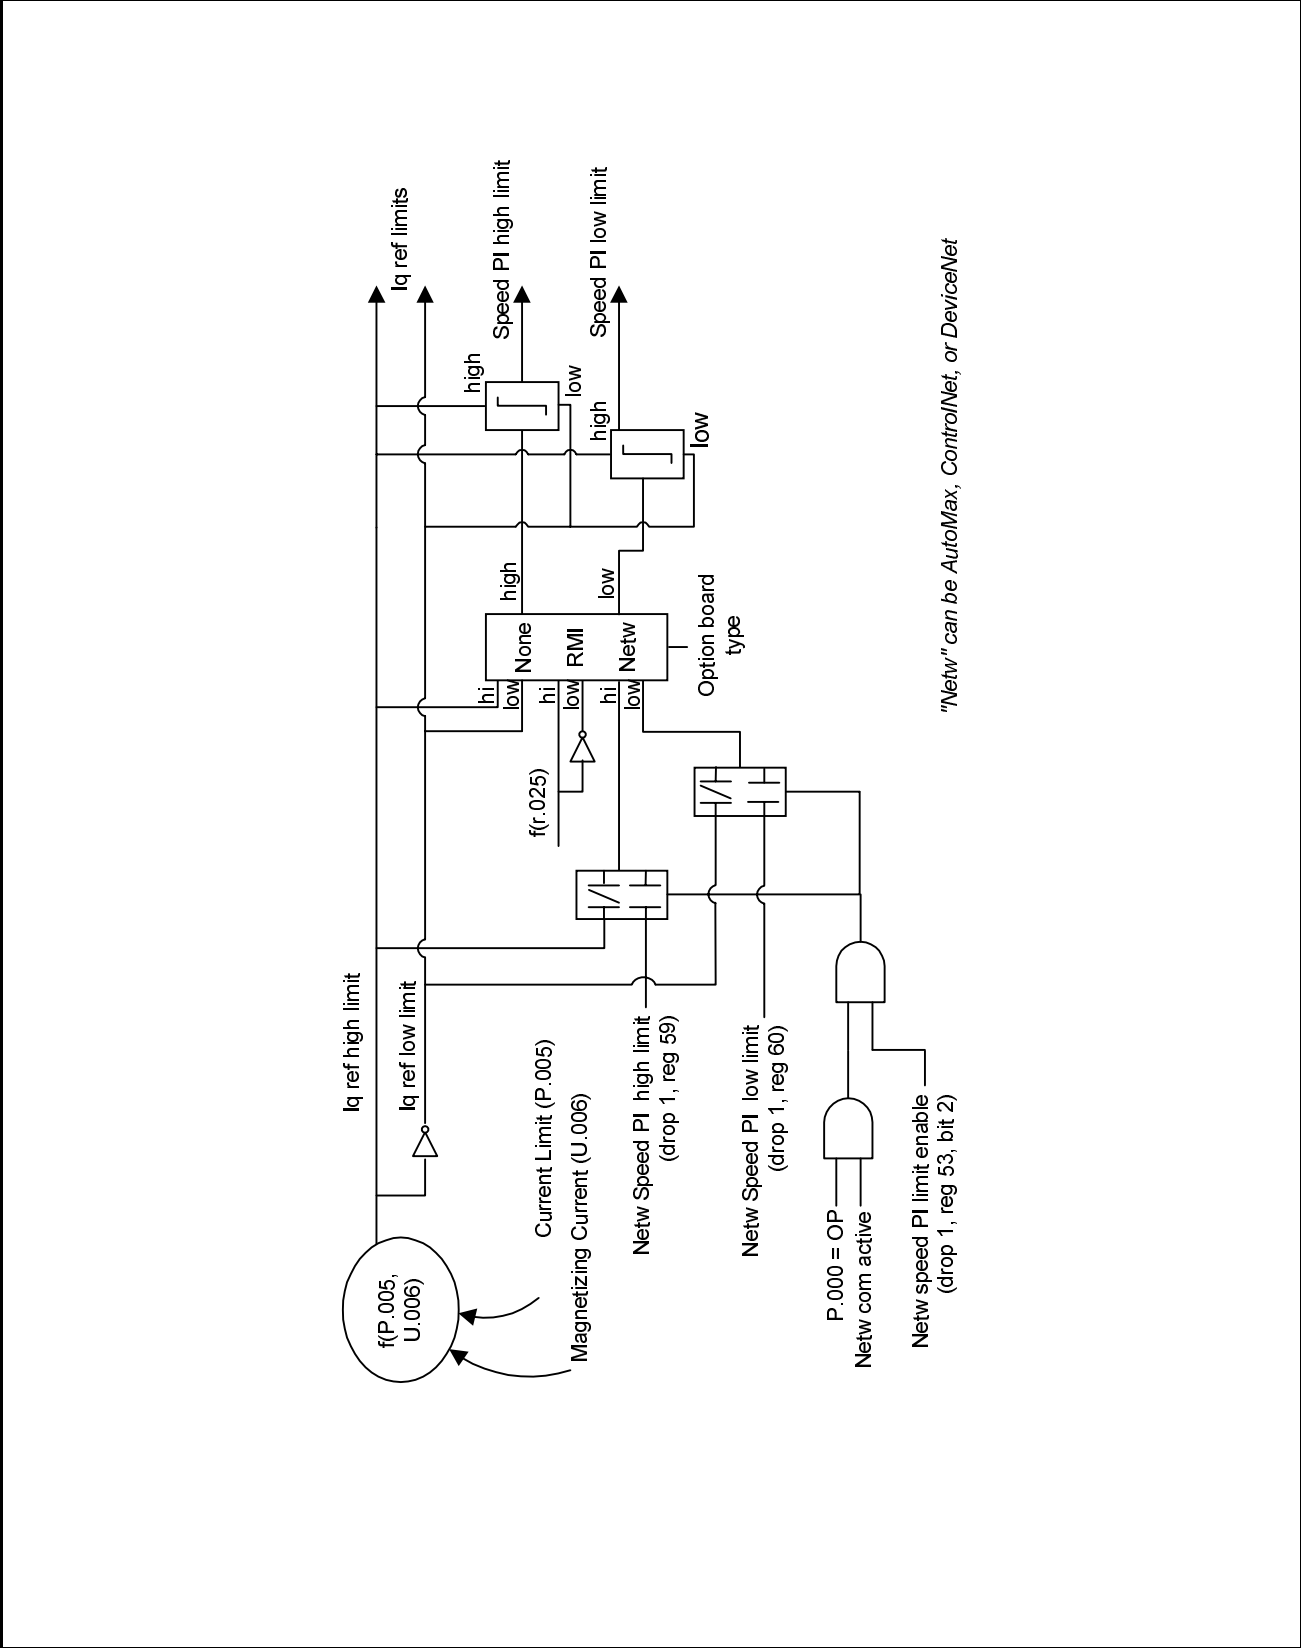 Iq ref high limit
Iq ref low limit
Iq ref limits
f(P.005,
U.006)
Current Limit (P.005)
Magnetizing Current (U.006)
high
Speed PI high limit
low
high
Speed PI low limit
low
hi
low
None
high
hi
low
RMI
hi
low
Netw
low
f(r.025)
Option board
type
Netw Speed PI high limit
(drop 1, reg 59)
Netw Speed PI low limit
(drop 1, reg 60)
P.000 = OP
Netw com active
Netw speed PI limit enable
(drop 1, reg 53, bit 2)
"Netw" can be AutoMax, ControlNet, or DeviceNet